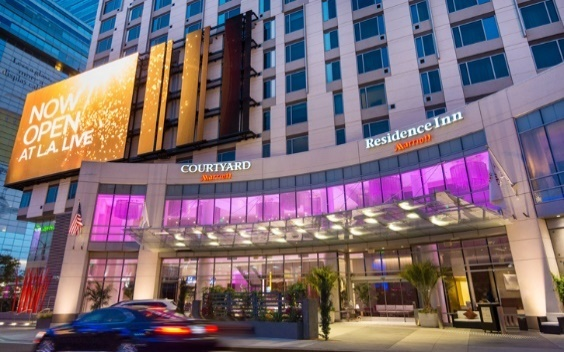 NOW
OPEN
AT L.A. LIVE
COURTYARD
Marriott
Residence Inn
Marriott